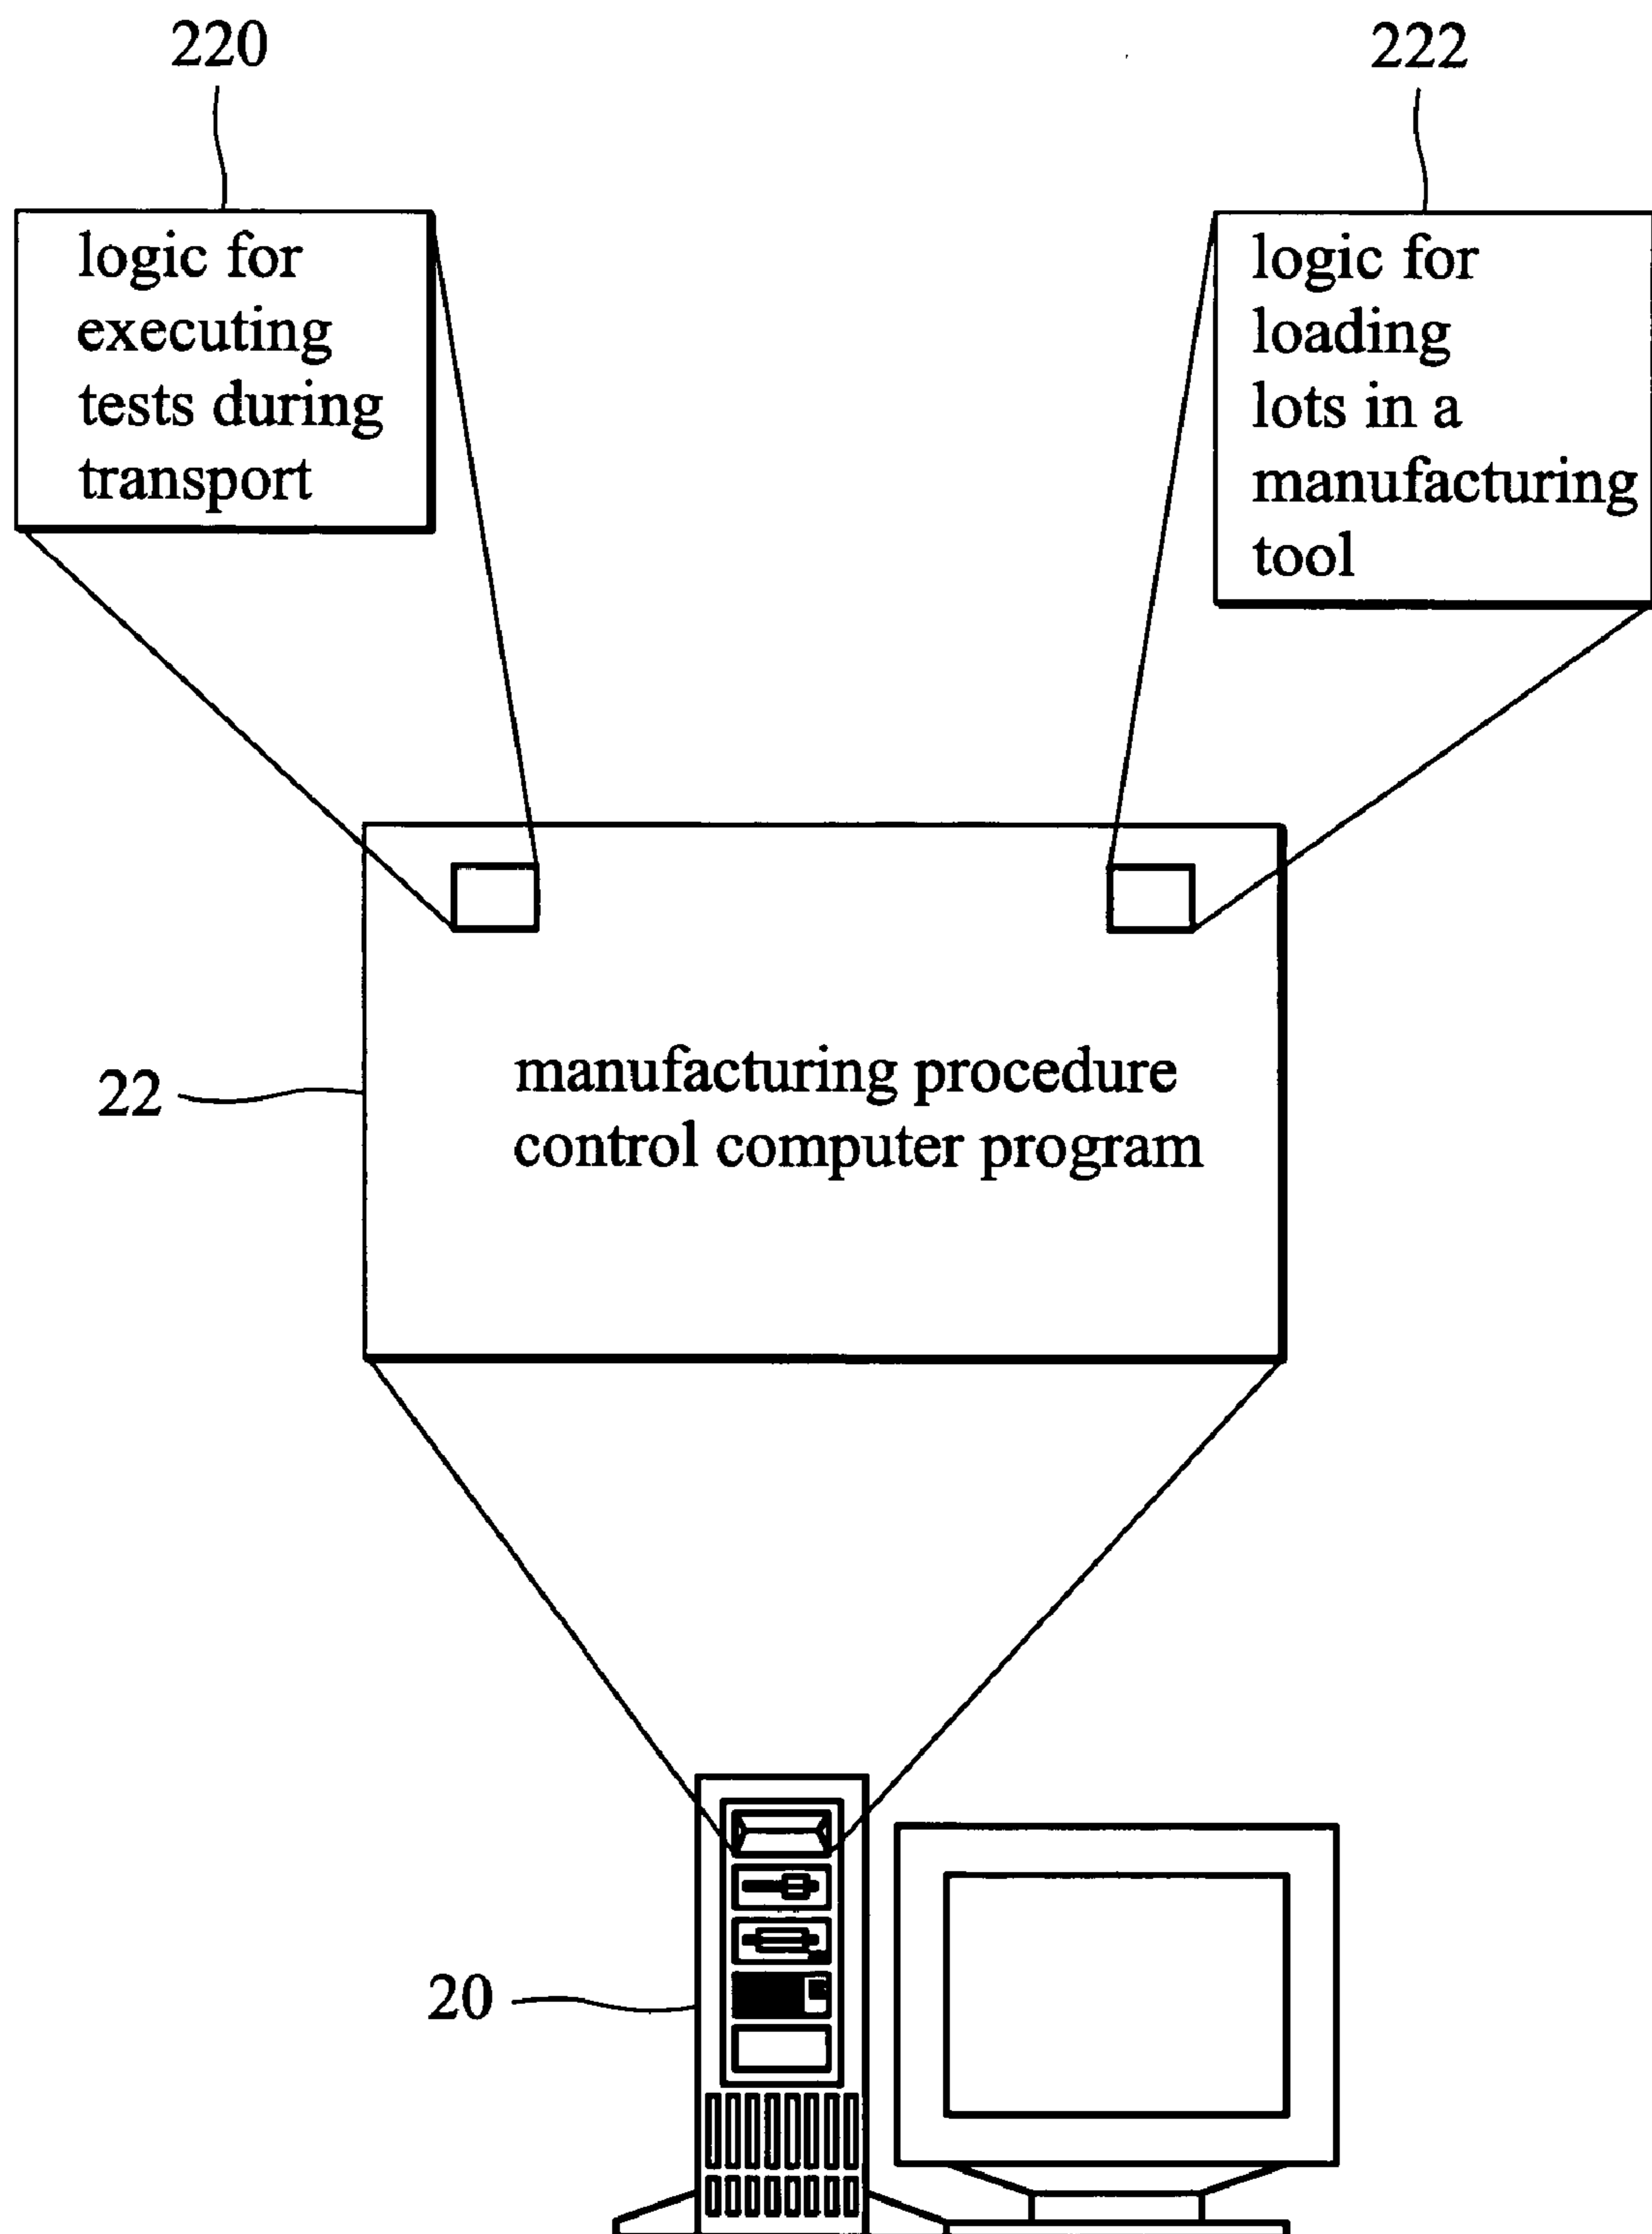 220
222
logic for
executing
tests during
transport
logic for
loading
lots in a
manufacturing
tool
22
manufacturing procedure
control computer program
20